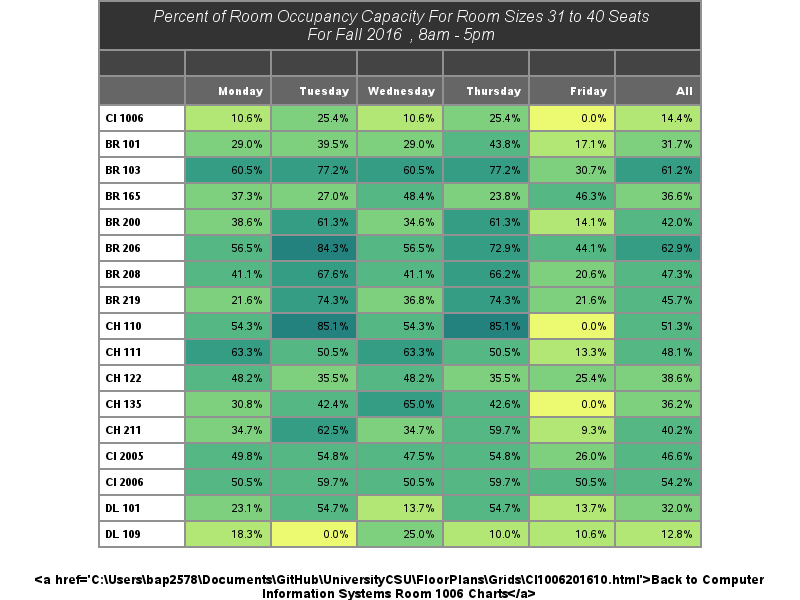 Percent of Room Occupancy Capacity For Room Sizes 31 to 40 Seats
For Fall 2016 , 8am - 5pm
Monday Tuesday Wednesday Thursday Friday All
CI 1006 10.6% 25.4% 10.6% 25.4% 0.0% 14.4%
BR 101 29.0% 39.5% 29.0% 43.8% 17.1% 31.7%
BR 103 60.5% 77.2% 60.5% 77.2% 30.7% 61.2%
BR 165 37.3% 27.0% 48.4% 23.8% 46.3% 36.6%
BR 200 38.6% 61.3% 34.6% 61.3% 14.1% 42.0%
BR 206 56.5% 84.3% 56.5% 72.9% 44.1% 62.9%
BR 208 41.1% 67.6% 41.1% 66.2% 20.6% 47.3%
BR 219 21.6% 74.3% 36.8% 74.3% 21.6% 45.7%
CH 110 54.3% 85.1% 54.3% 85.1% 0.0% 51.3%
CH 111 63.3% 50.5% 63.3% 50.5% 13.3% 48.1%
CH 122 48.2% 35.5% 48.2% 35.5% 25.4% 38.6%
CH 135 30.8% 42.4% 65.0% 42.6% 0.0% 36.2%
CH 211 34.7% 62.5% 34.7% 59.7% 9.3% 40.2%
CI 2005 49.8% 54.8% 47.5% 54.8% 26.0% 46.6%
CI 2006 50.5% 59.7% 50.5% 59.7% 50.5% 54.2%
DL 101 23.1% 54.7% 13.7% 54.7% 13.7% 32.0%
DL 109 18.3% 0.0% 25.0% 10.0% 10.6% 12.8%
<a href='C:\Users\bap2578\Documents\GitHub\UniversityCSU\FloorPlans\Grids\CI1006201610.html'>Back to Computer
Information Systems Room 1006 Charts</a>